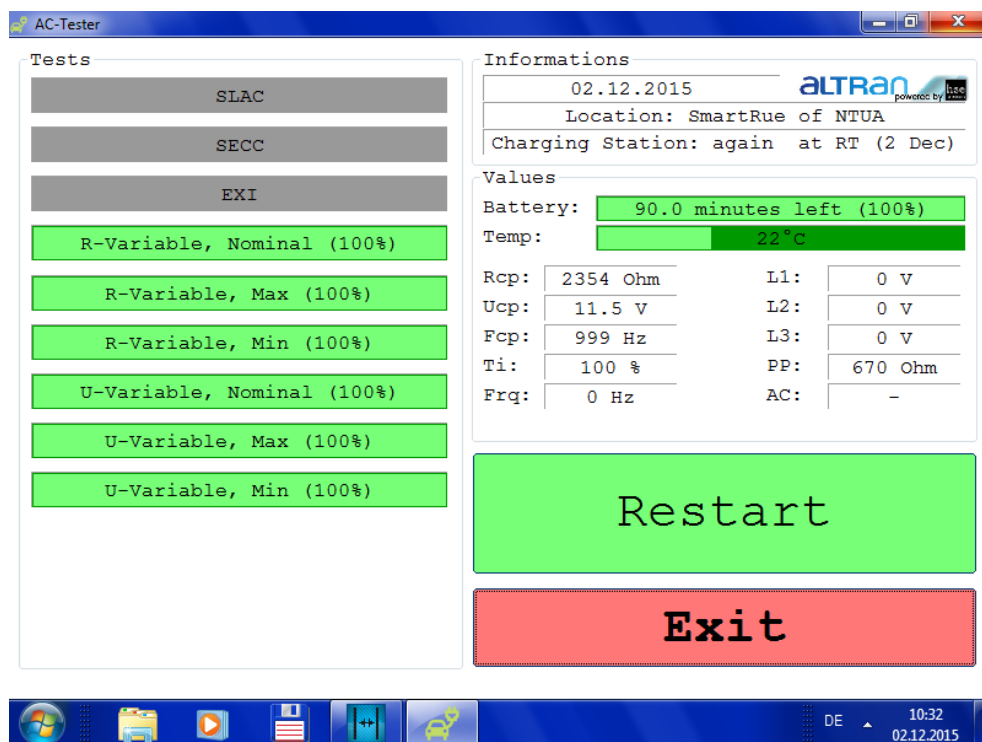 AC-Tester
Tests
SLAC
SECC
EXI
R-Variable, Nominal (100%)
R-Variable, Max (100%)
R-Variable, Min (100%)
U-Variable, Nominal (100%)
U-Variable, Max (100%)
U-Variable, Min (100%)
Informations
02.12.2015
aLTRan
powered by hse
Location: SmartRue of NTUA
Charging Station: again at RT (2 Dec)
Values
Battery: 90.0 minutes left (100%)
Temp: 22°C
Rcp: 2354 Ohm L1: 0 V
Ucp: 11.5 V L2: 0 V
Fcp: 999 Hz L3: 0 V
Ti: 100 % PP: 670 Ohm
Frq: 0 Hz AC: -
Restart
Exit
DE 10:32
02.12.2015